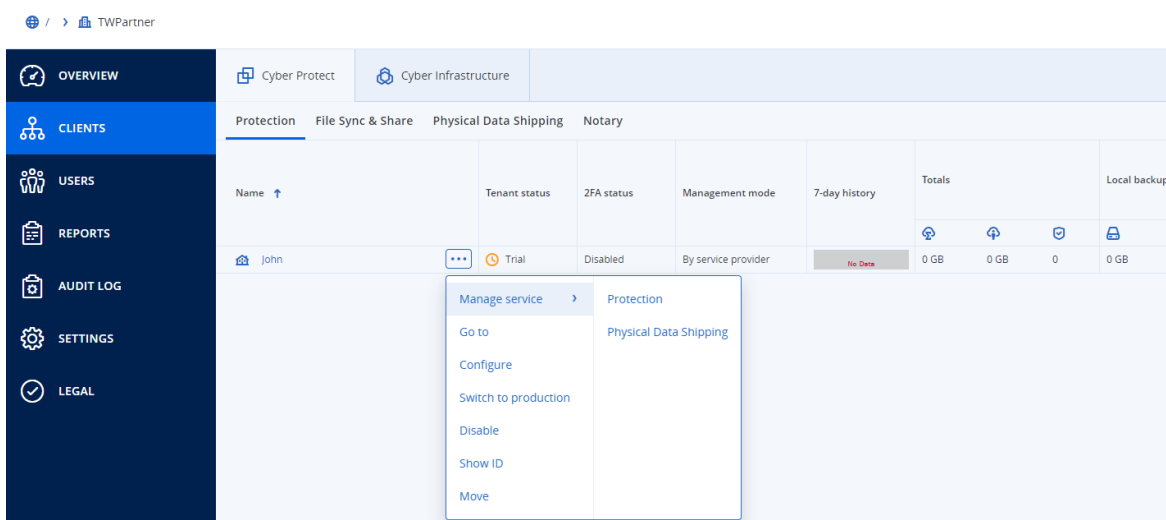 / > TWPartner
OVERVIEW
CLIENTS
USERS
REPORTS
AUDIT LOG
SETTINGS
LEGAL
Cyber Protect
Cyber Infrastructure
Protection File Sync & Share Physical Data Shipping Notary
Name ↑ Tenant status 2FA status Management mode 7-day history Totals Local backup
John ... Trial Disabled By service provider No Data 0 GB 0 GB 0 0 GB
Manage service >
Go to
Configure
Switch to production
Disable
Show ID
Move
Protection
Physical Data Shipping